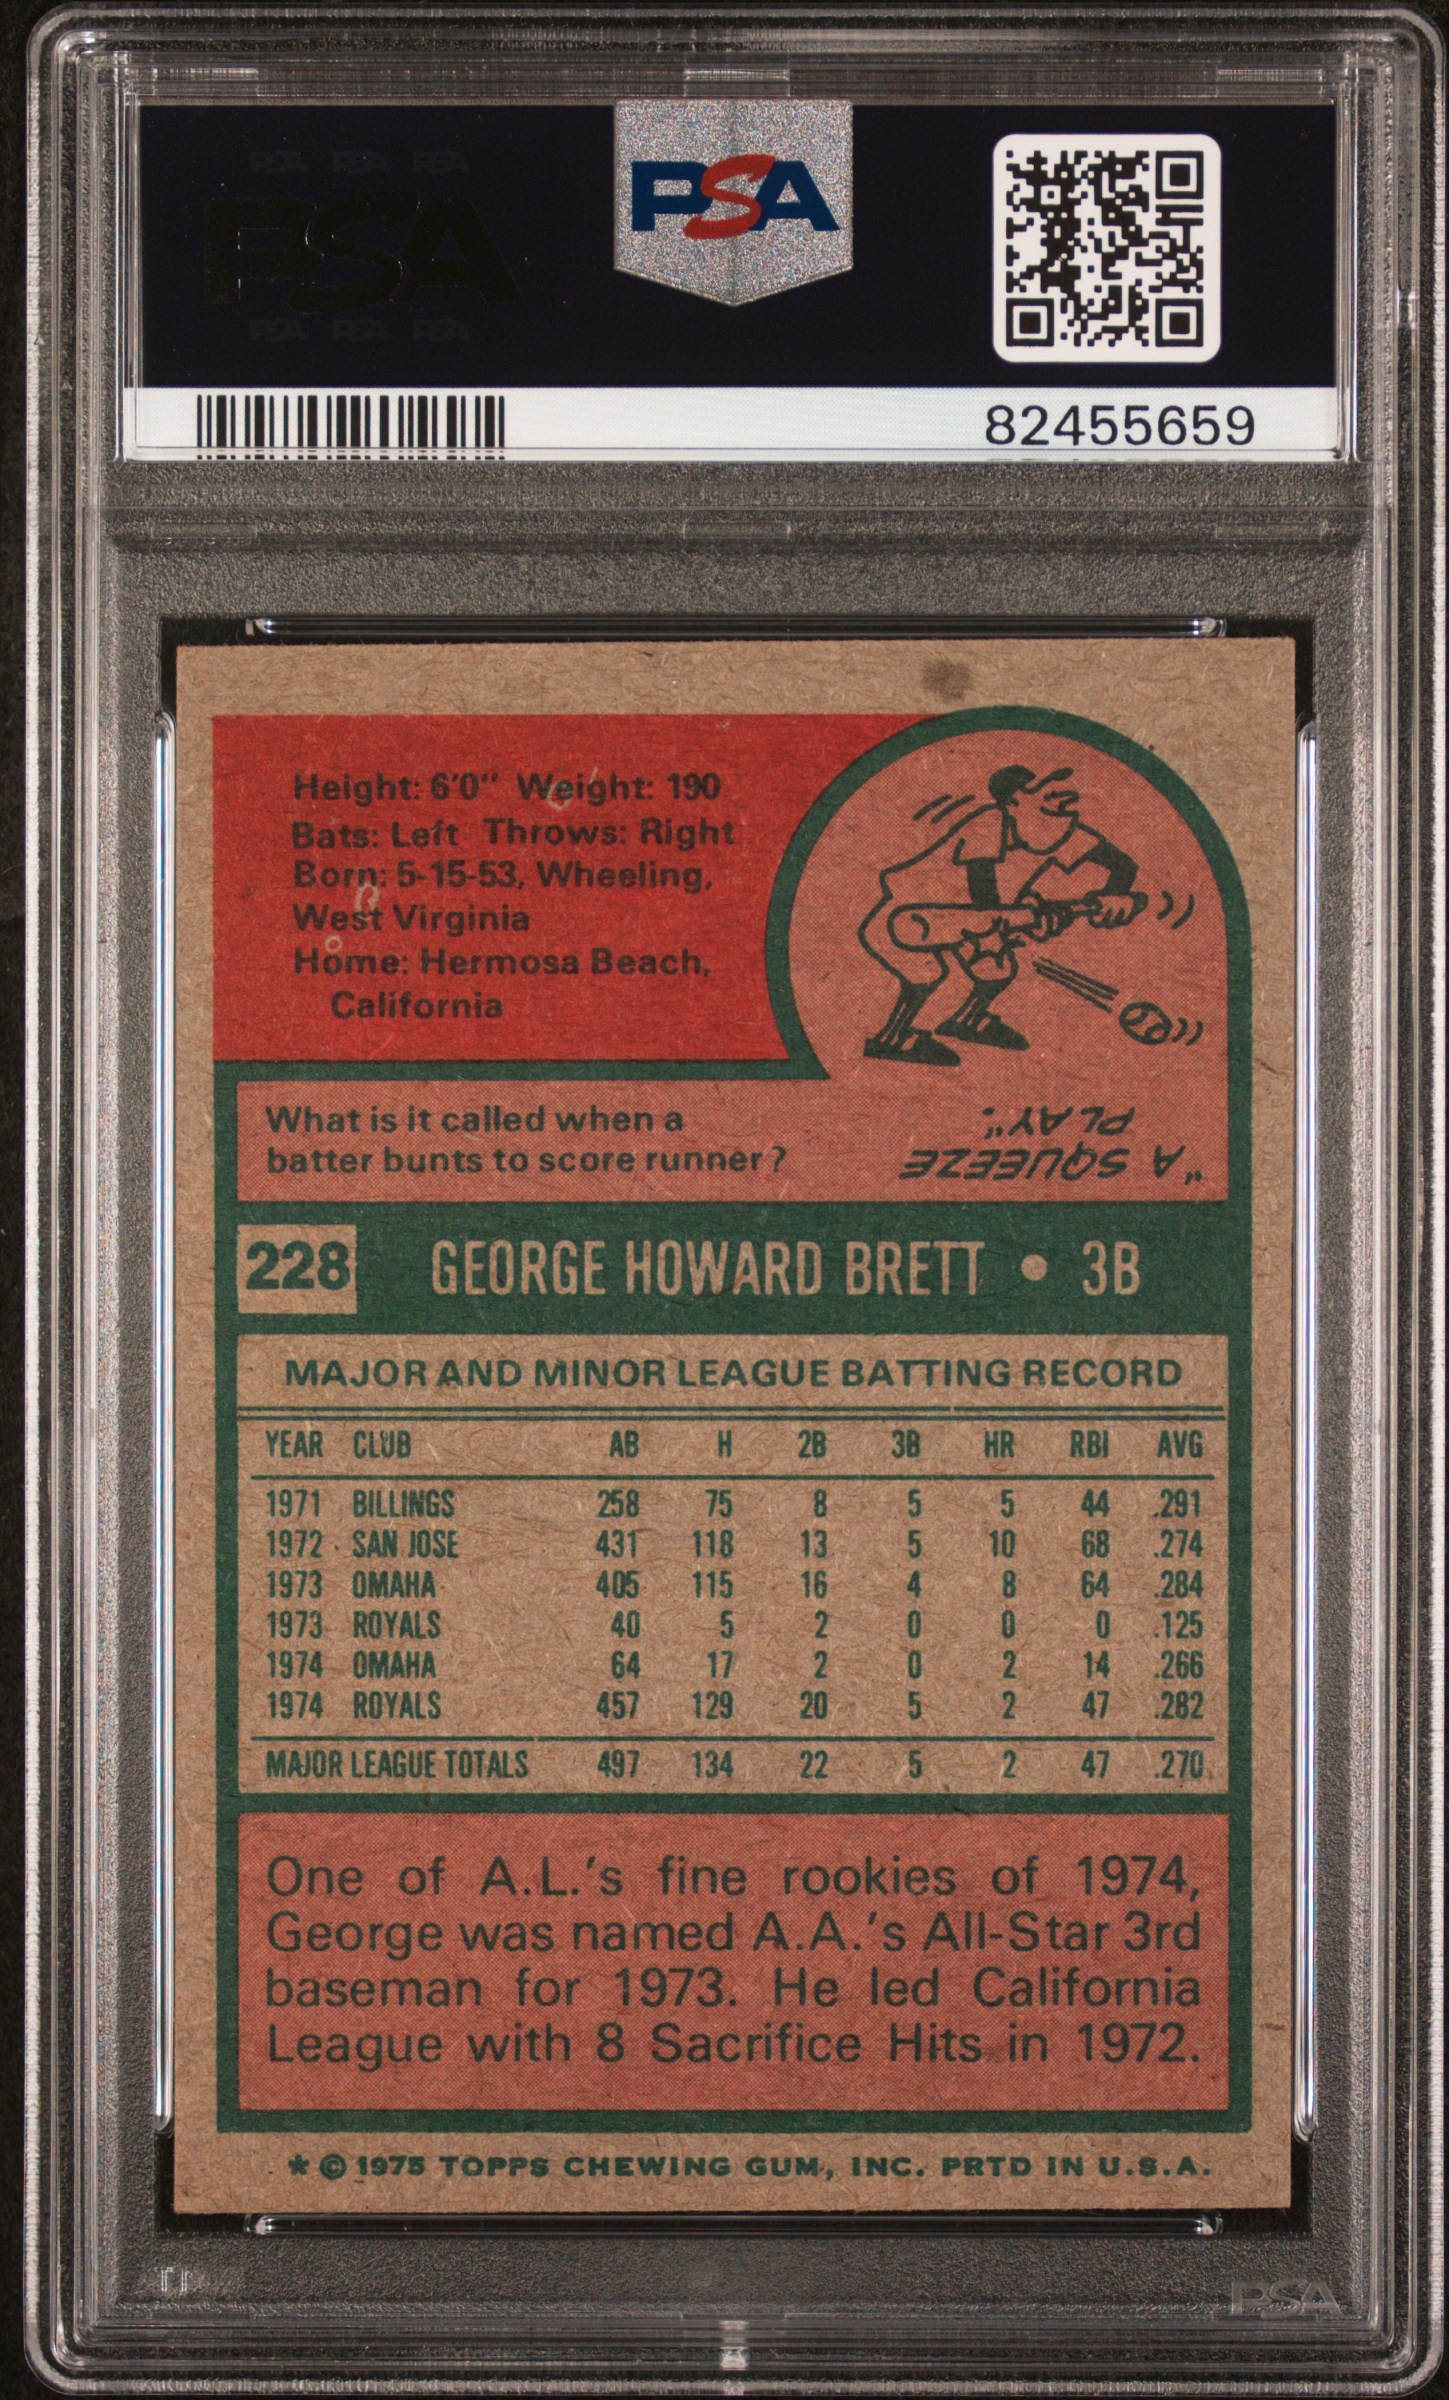 PSA PSA PSA
PSA
PSA PSA PSA
PSA
82455659
Height: 6'0" Weight: 190
Bats: Left Throws: Right
Born: 5-15-53, Wheeling,
West Virginia
Home: Hermosa Beach,
California
What is it called when a
batter bunts to score runner?
"A SQUEEZE
PLAY".
228 GEORGE HOWARD BRETT • 3B
MAJOR AND MINOR LEAGUE BATTING RECORD
YEAR CLUB AB H 2B 3B HR RBI AVG
1971 BILLINGS 258 75 8 5 5 44 .291
1972 SAN JOSE 431 118 13 5 10 68 .274
1973 OMAHA 405 115 16 4 8 64 .284
1973 ROYALS 40 5 2 0 0 0 .125
1974 OMAHA 64 17 2 0 2 14 .266
1974 ROYALS 457 129 20 5 2 47 .282
MAJOR LEAGUE TOTALS 497 134 22 5 2 47 .270
One of A.L.'s fine rookies of 1974,
George was named A.A.'s All-Star 3rd
baseman for 1973. He led California
League with 8 Sacrifice Hits in 1972.
* © 1975 TOPPS CHEWING GUM, INC. PRTD IN U.S.A.
PSA